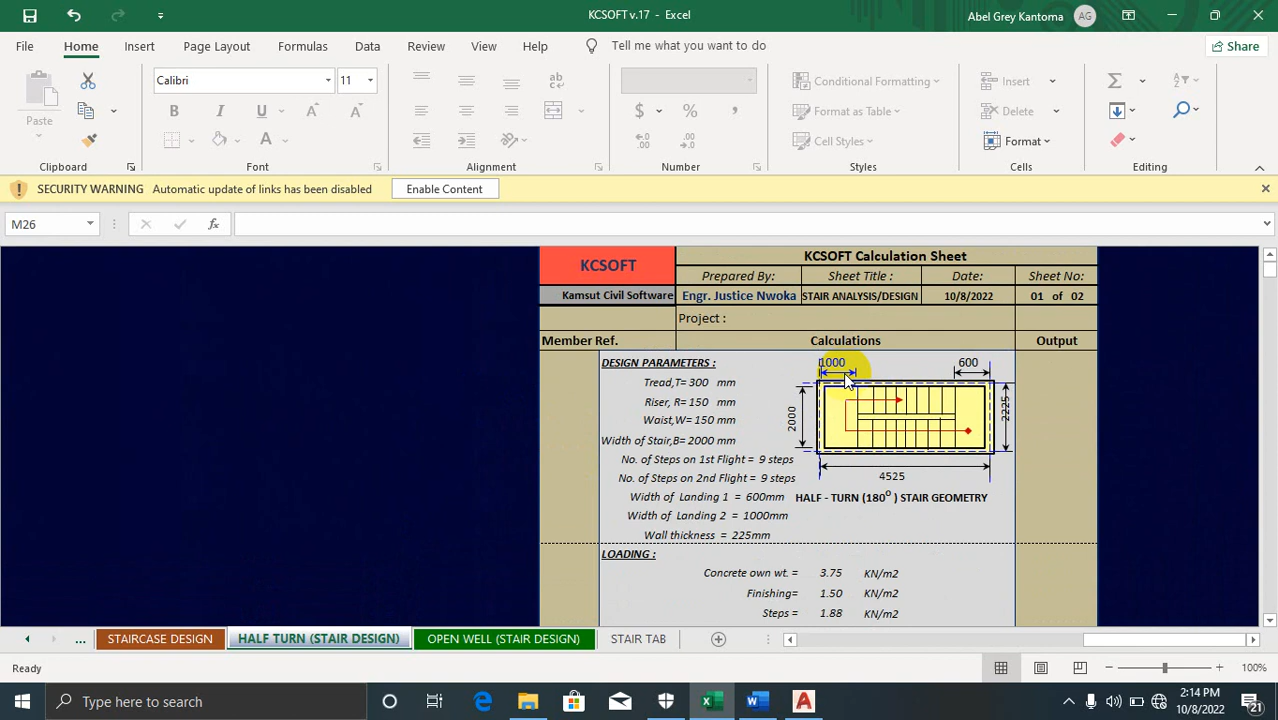 KCSOFT v.17 - Excel
Abel Grey Kantoma AG
File Home Insert Page Layout Formulas Data Review View Help Tell me what you want to do Share
Paste
Calibri 11
B I U A A
A
ab
$ % ,
Conditional Formatting
Format as Table
Cell Styles
Insert
Delete
Format
Clipboard Font Alignment Number Styles Cells Editing
SECURITY WARNING Automatic update of links has been disabled Enable Content
M26 fx
KCSOFT KCSOFT Calculation Sheet
Prepared By: Sheet Title : Date: Sheet No:
Kamsut Civil Software Engr. Justice Nwoka STAIR ANALYSIS/DESIGN 10/8/2022 01 of 02
Project :
Member Ref. Calculations Output
DESIGN PARAMETERS :
Tread,T= 300 mm
Riser, R= 150 mm
Waist,W= 150 mm
Width of Stair,B= 2000 mm
No. of Steps on 1st Flight = 9 steps
No. of Steps on 2nd Flight = 9 steps
Width of Landing 1 = 600mm
Width of Landing 2 = 1000mm
Wall thickness = 225mm
1000 600
2000
2225
4525
HALF - TURN (180O ) STAIR GEOMETRY
LOADING :
Concrete own wt. = 3.75 KN/m2
Finishing= 1.50 KN/m2
Steps = 1.88 KN/m2
... STAIRCASE DESIGN HALF TURN (STAIR DESIGN) OPEN WELL (STAIR DESIGN) STAIR TAB
Ready 100%
Type here to search
2:14 PM
10/8/2022
21